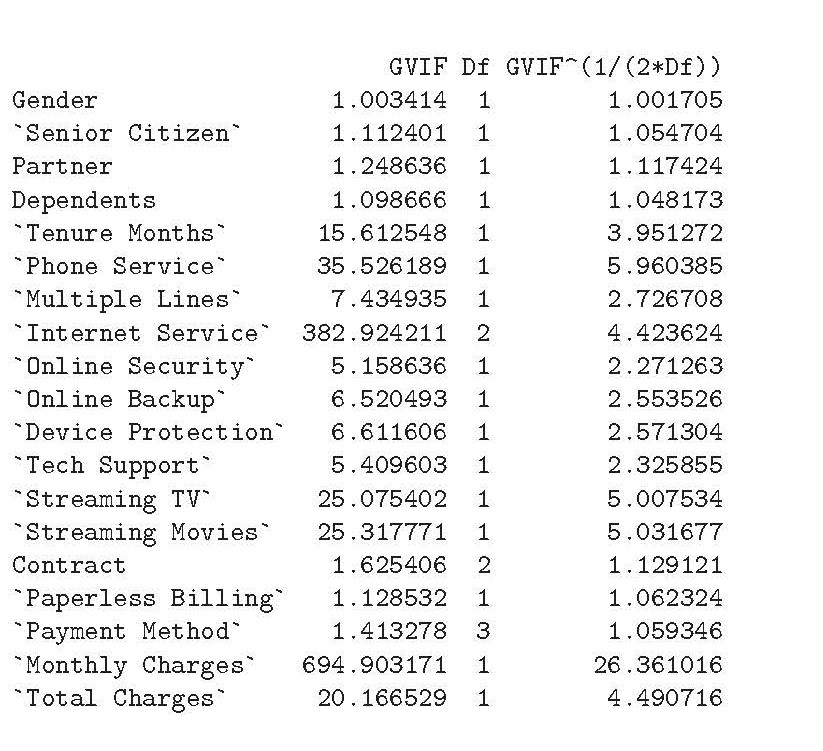 GVIF Df GVIF^(1/(2*Df))
Gender 1.003414 1 1.001705
`Senior Citizen` 1.112401 1 1.054704
Partner 1.248636 1 1.117424
Dependents 1.098666 1 1.048173
`Tenure Months` 15.612548 1 3.951272
`Phone Service` 35.526189 1 5.960385
`Multiple Lines` 7.434935 1 2.726708
`Internet Service` 382.924211 2 4.423624
`Online Security` 5.158636 1 2.271263
`Online Backup` 6.520493 1 2.553526
`Device Protection` 6.611606 1 2.571304
`Tech Support` 5.409603 1 2.325855
`Streaming TV` 25.075402 1 5.007534
`Streaming Movies` 25.317771 1 5.031677
Contract 1.625406 2 1.129121
`Paperless Billing` 1.128532 1 1.062324
`Payment Method` 1.413278 3 1.059346
`Monthly Charges` 694.903171 1 26.361016
`Total Charges` 20.166529 1 4.490716